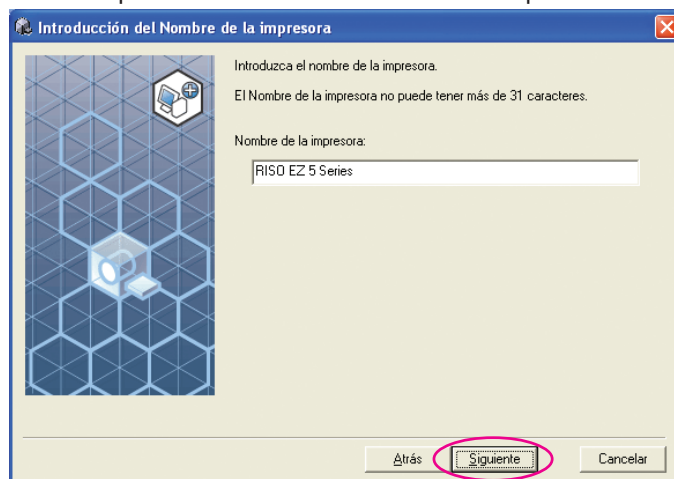 Introducción del Nombre de la impresora
Introduzca el nombre de la impresora.
El Nombre de la impresora no puede tener más de 31 caracteres.
Nombre de la impresora:
RISO EZ 5 Series
Atrás Siguiente Cancelar